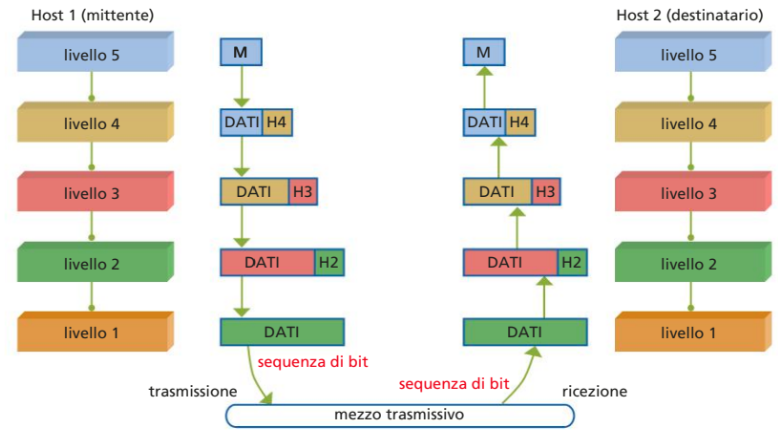 Host 1 (mittente)
Host 2 (destinatario)
livello 5
M
M
livello 5
livello 4
DATI H4
DATI H4
livello 4
livello 3
DATI H3
DATI H3
livello 3
livello 2
DATI H2
DATI H2
livello 2
livello 1
DATI
DATI
livello 1
sequenza di bit
sequenza di bit
trasmissione
ricezione
mezzo trasmissivo